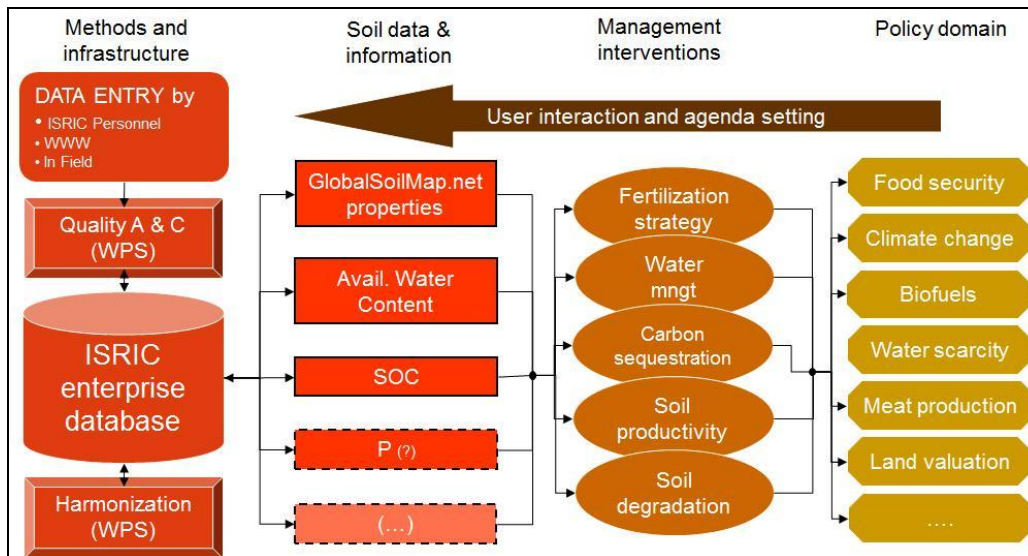 Methods and
infrastructure
Soil data &
information
Management
interventions
Policy domain
DATA ENTRY by
• ISRIC Personnel
• WWW
• In Field
User interaction and agenda setting
Quality A & C
(WPS)
ISRIC
enterprise
database
Harmonization
(WPS)
GlobalSoilMap.net
properties
Avail. Water
Content
SOC
P (?)
(...)
Fertilization
strategy
Water
mngt
Carbon
sequestration
Soil
productivity
Soil
degradation
Food security
Climate change
Biofuels
Water scarcity
Meat production
Land valuation
....